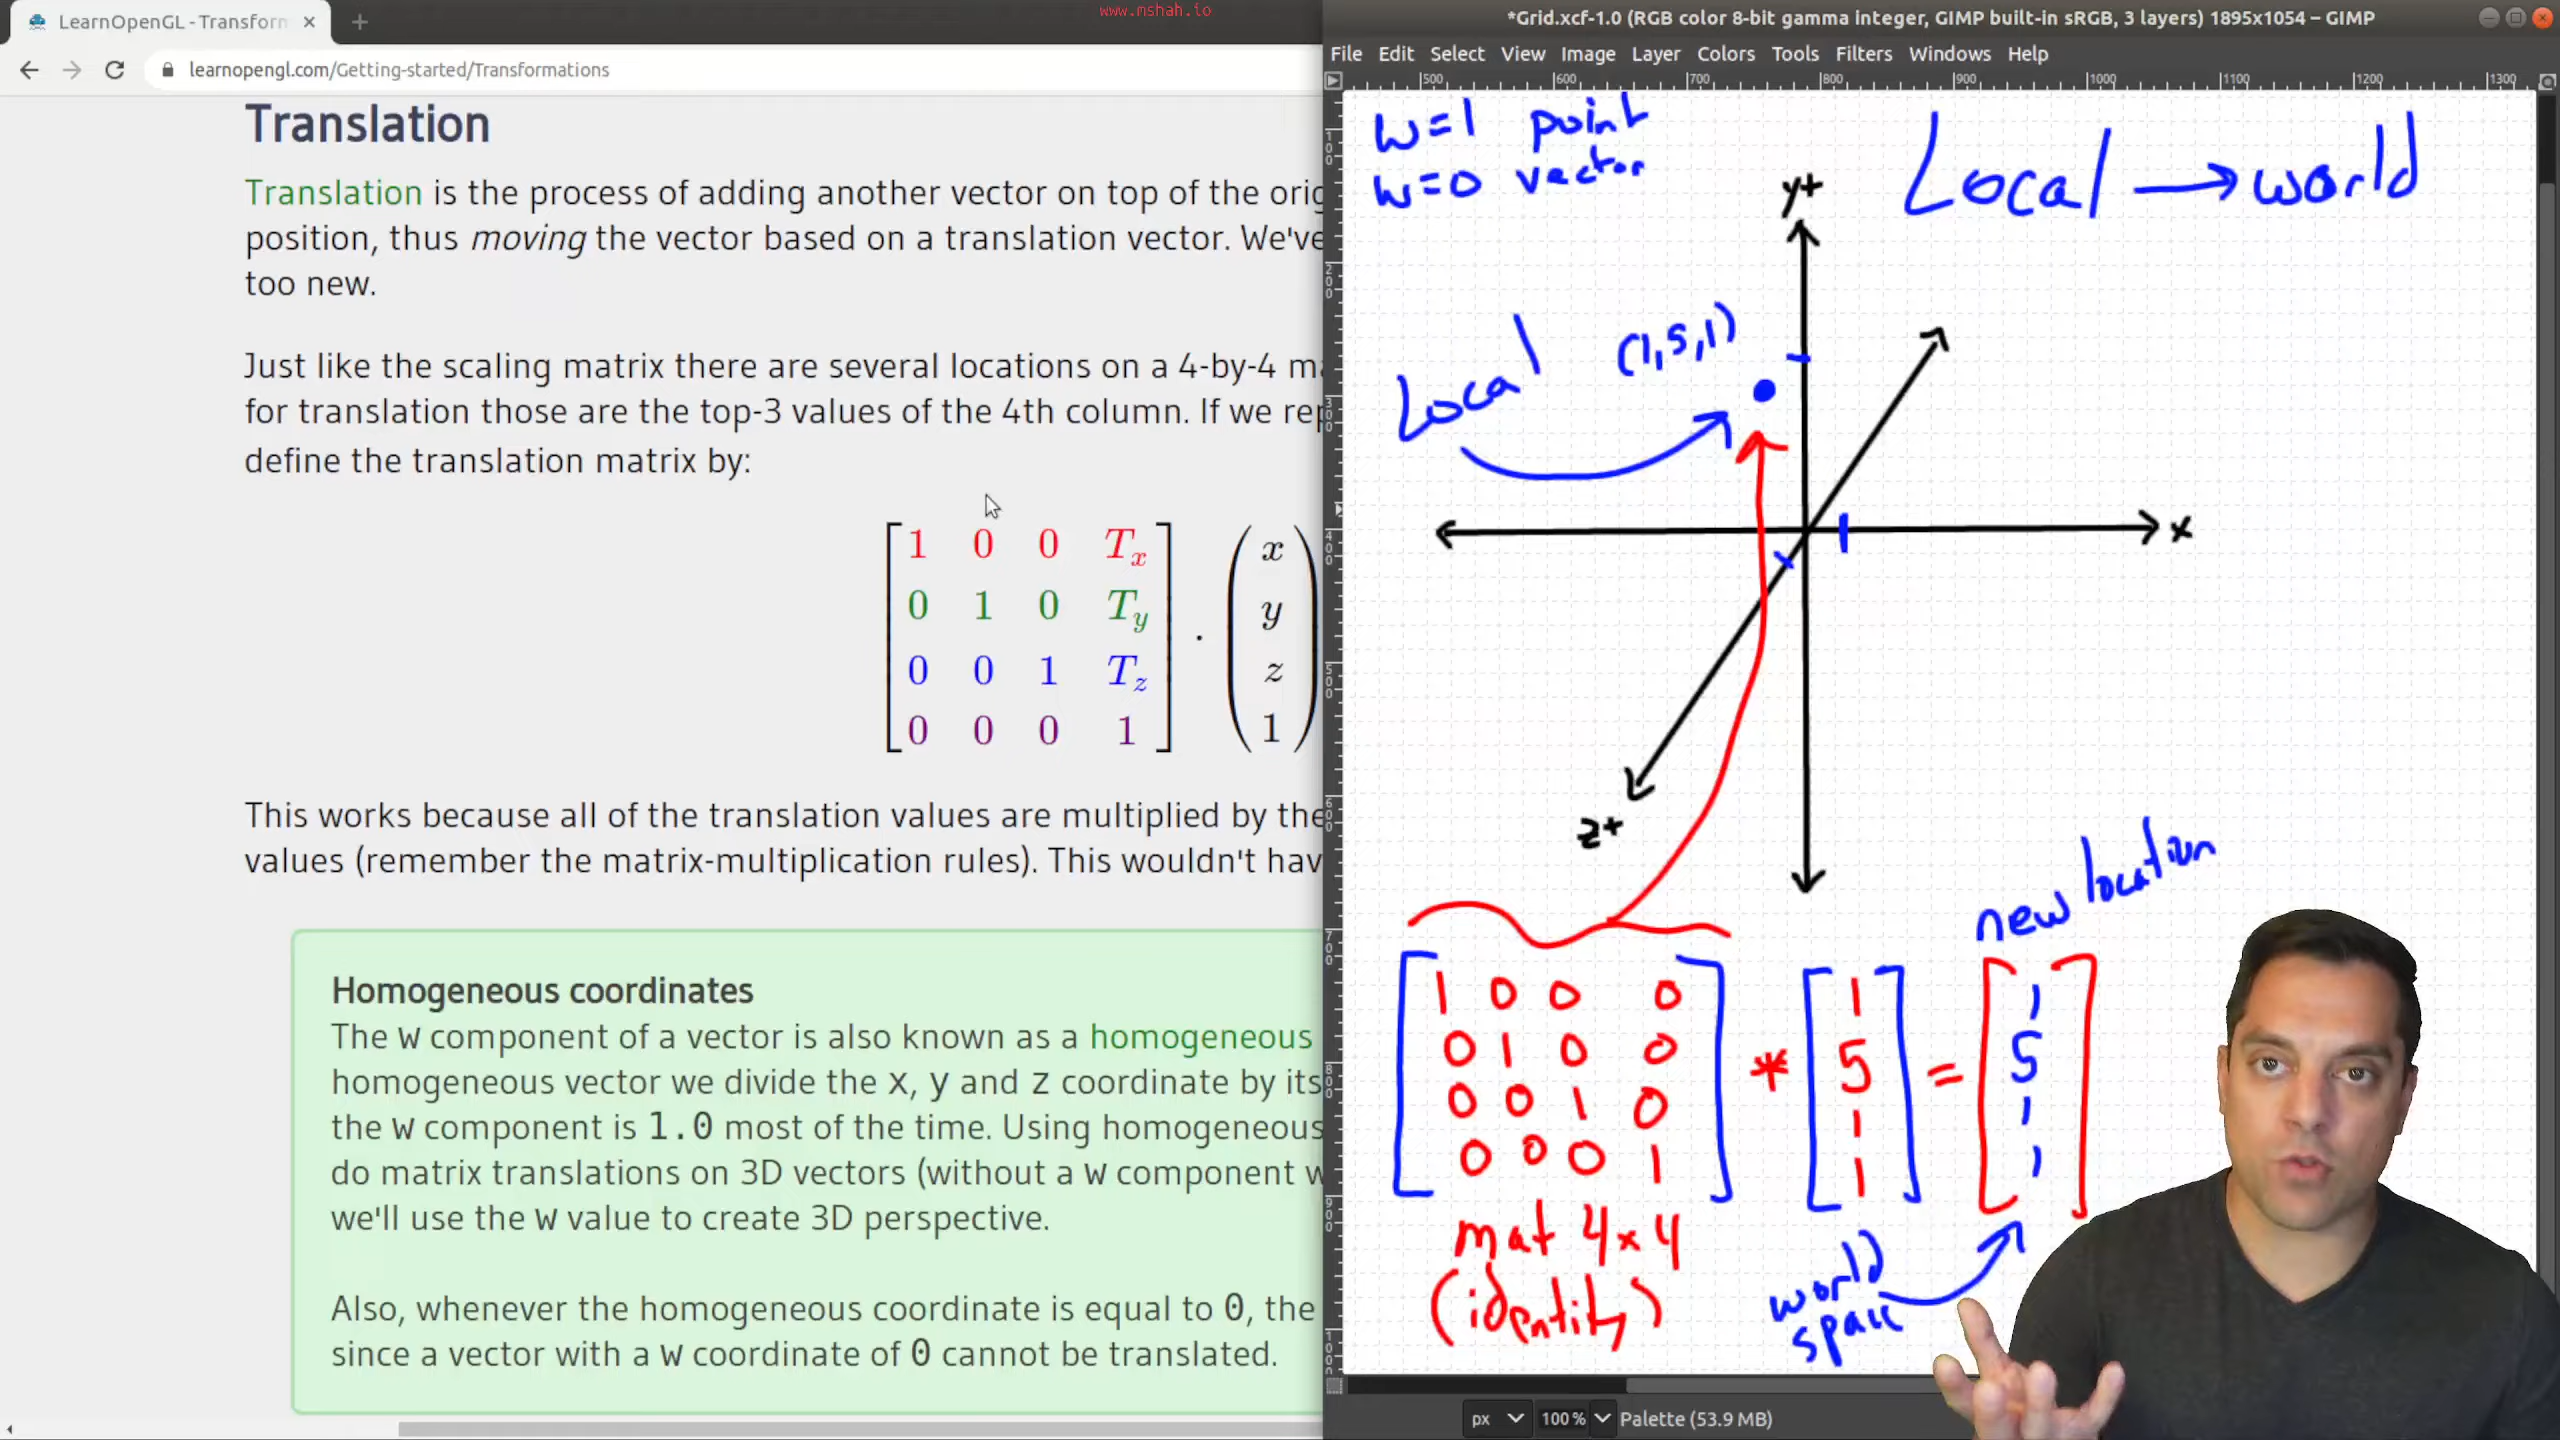 LearnOpenGL - Transform
www.mshah.io
learnopengl.com/Getting-started/Transformations
Translation
Translation is the process of adding another vector on top of the orig
position, thus moving the vector based on a translation vector. We've
too new.
Just like the scaling matrix there are several locations on a 4-by-4 ma
for translation those are the top-3 values of the 4th column. If we rep
define the translation matrix by:
1 0 0 Tx
0 1 0 Ty
0 0 1 Tz
0 0 0 1
.
x
y
z
1
This works because all of the translation values are multiplied by the
values (remember the matrix-multiplication rules). This wouldn't hav
Homogeneous coordinates
The w component of a vector is also known as a homogeneous
homogeneous vector we divide the x, y and z coordinate by its
the w component is 1.0 most of the time. Using homogeneous
do matrix translations on 3D vectors (without a w component w
we'll use the w value to create 3D perspective.
Also, whenever the homogeneous coordinate is equal to 0, the
since a vector with a w coordinate of 0 cannot be translated.
*Grid.xcf-1.0 (RGB color 8-bit gamma integer, GIMP built-in sRGB, 3 layers) 1895x1054 – GIMP
File Edit Select View Image Layer Colors Tools Filters Windows Help
500 600 700 800 900 1000 1100 1200 1300
w=1 point
w=0 vector
Local → world
y+
Local (1,5,1)
x
z+
new location
1 0 0 0
0 1 0 0
0 0 1 0
0 0 0 1
*
1
5
1
1
=
1
5
1
1
mat 4x4
(identity)
world
space
px 100 % Palette (53.9 MB)